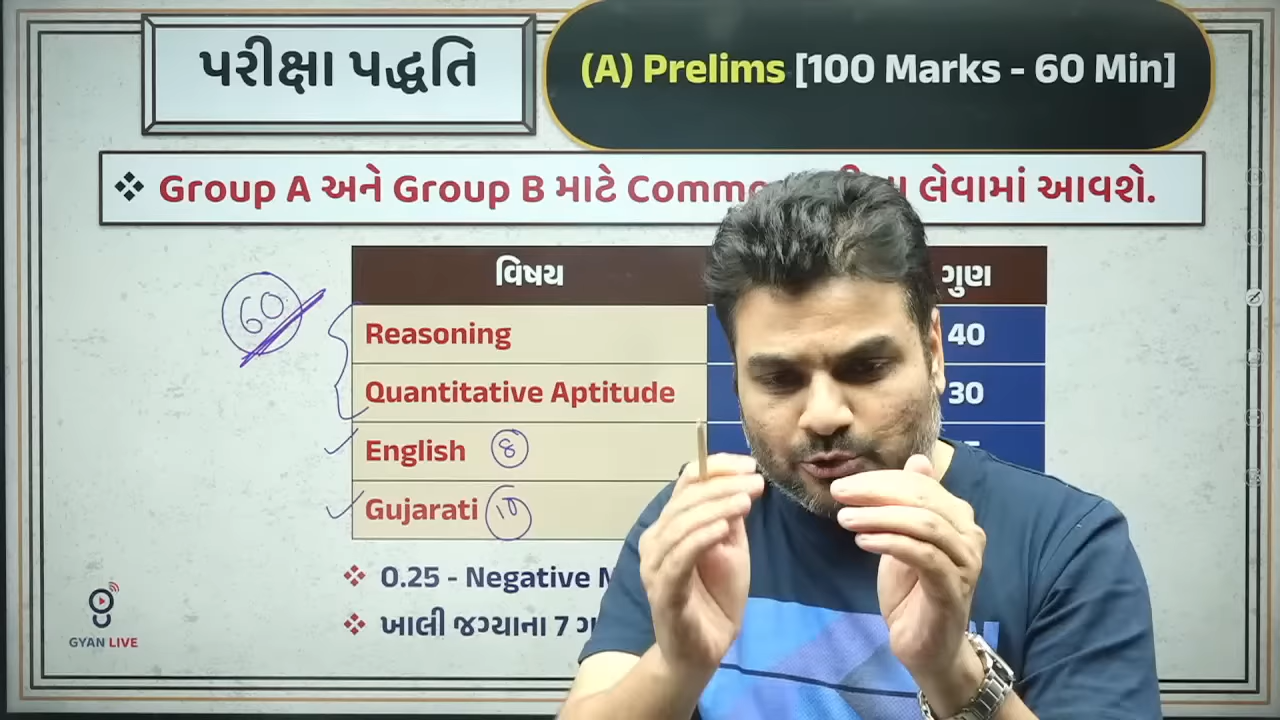 પરીક્ષા પદ્ધતિ
(A) Prelims [100 Marks - 60 Min]
Group A અને Group B માટે લેવામાં આવશે.
વિષય ગુણ
60
Reasoning 40
Quantitative Aptitude 30
English 8
Gujarati 10
0.25 - Negative
ખાલી જગ્યાના 7
GYAN LIVE